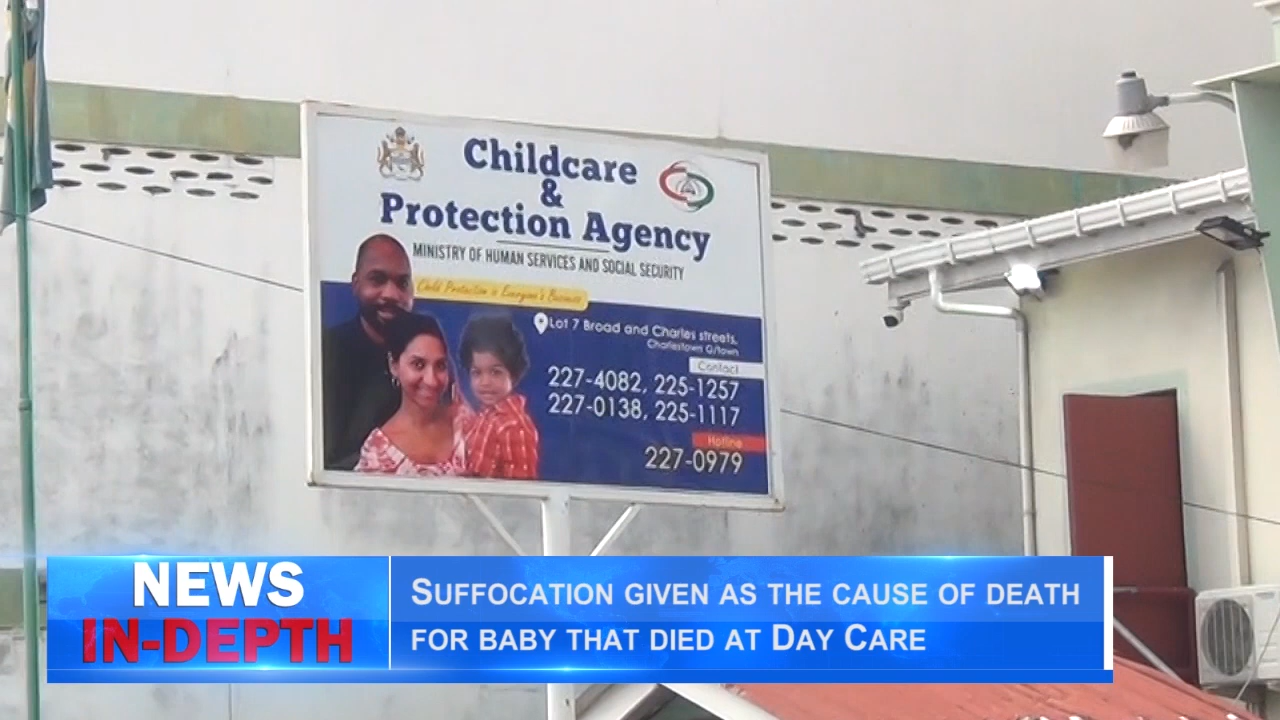 Childcare
&
Protection Agency
MINISTRY OF HUMAN SERVICES AND SOCIAL SECURITY
Child Protection is Everyone's Business
Lot 7 Broad and Charles streets,
Charlestown G/town
Contact
227-4082, 225-1257
227-0138, 225-1117
Hotline
227-0979
NEWS
IN-DEPTH
SUFFOCATION GIVEN AS THE CAUSE OF DEATH
FOR BABY THAT DIED AT DAY CARE